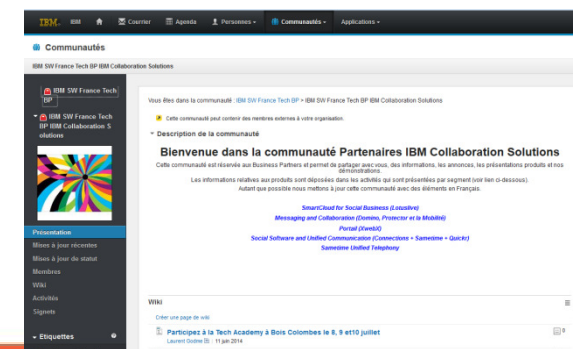 IBM. IBM Courrier Agenda Personnes Communautés Applications
Communautés
IBM SW France Tech BP IBM Collaboration Solutions
IBM SW France Tech
BP
IBM SW France Tech
BP IBM Collaboration S
olutions
Présentation
Mises à jour récentes
Mises à jour de statut
Membres
Wiki
Activités
Signets
Etiquettes
Vous êtes dans la communauté : IBM SW France Tech BP > IBM SW France Tech BP IBM Collaboration Solutions
Cette communauté peut contenir des membres externes à votre organisation.
Description de la communauté
Bienvenue dans la communauté Partenaires IBM Collaboration Solutions
Cette communauté est réservée aux Business Partners et permet de partager avec vous, des informations, les annonces, les présentations produits et nos
démonstrations.
Les informations relatives aux produits sont déposées dans les activités qui sont présentées par segment (voir lien ci-dessous).
Autant que possible nous mettons à jour cette communauté avec des éléments en Français.
SmartCloud for Social Business (Lotuslive)
Messaging and Collaboration (Domino, Protector et la Mobilité)
Portal (XwebX)
Social Software and Unified Communication (Connections + Sametime + Quickr)
Sametime Unified Telephony
Wiki
Créer une page de wiki
Participez à la Tech Academy à Bois Colombes le 8, 9 et10 juillet
0
11 juin 2014